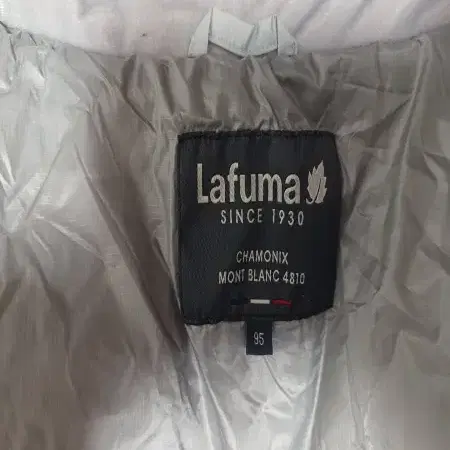 Lafuma
SINCE 1930
CHAMONIX
MONT BLANC 4810
95